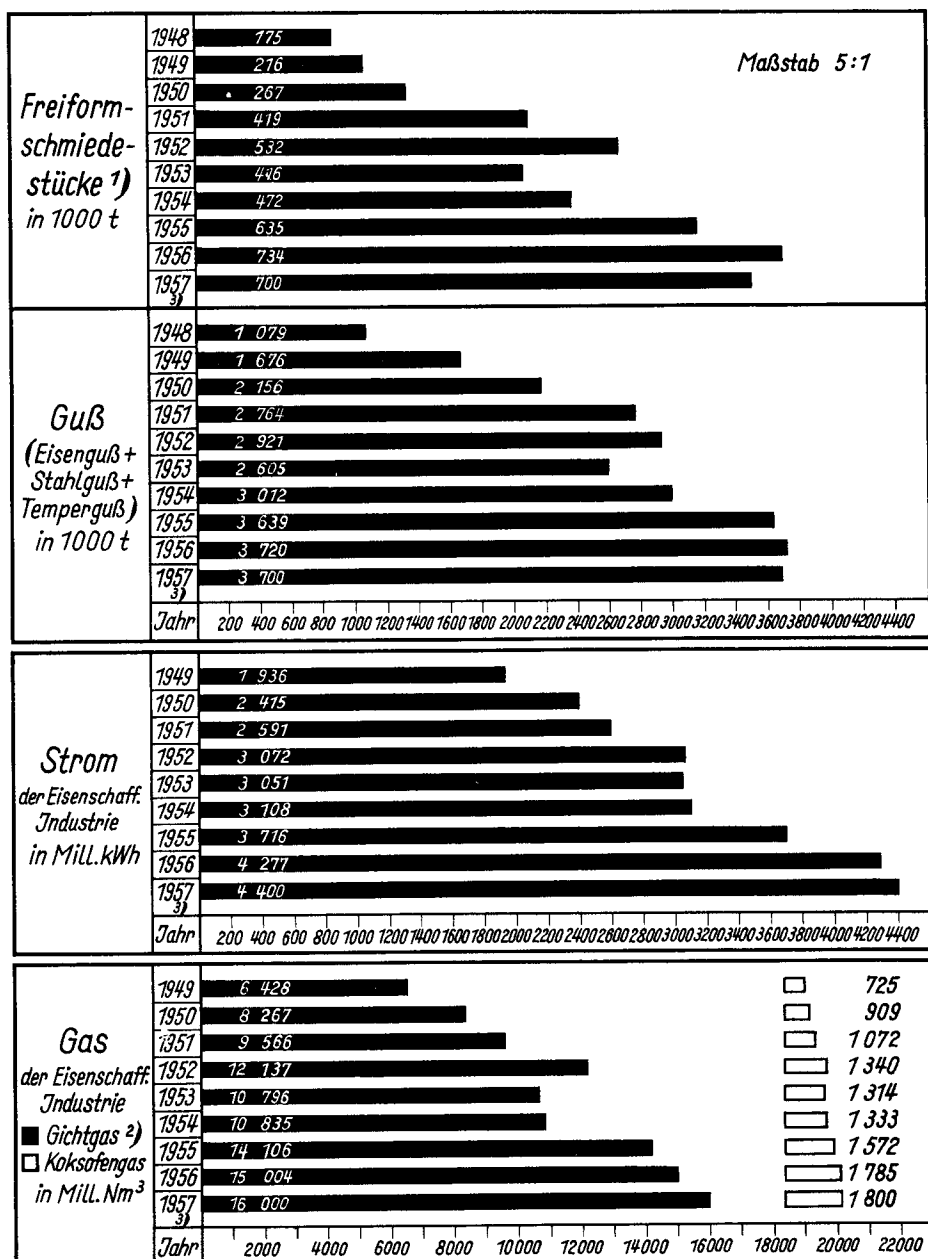 Freiform-
schmiede-
stücke 1)
in 1000 t
Maßstab 5:1
1948 175
1949 216
1950 267
1951 419
1952 532
1953 416
1954 472
1955 635
1956 734
1957 700
3)
Guß
(Eisenguß+
Stahlguß+
Temperguß)
in 1000 t
1948 1 079
1949 1 676
1950 2 156
1951 2 764
1952 2 921
1953 2 605
1954 3 012
1955 3 639
1956 3 720
1957 3 700
3)
Jahr 200 400 600 800 1000 1200 1400 1600 1800 2000 2200 2400 2600 2800 3000 3200 3400 3600 3800 4000 4200 4400
Strom
der Eisenschaff.
Industrie
in Mill.kWh
1949 1 936
1950 2 415
1951 2 591
1952 3 072
1953 3 051
1954 3 108
1955 3 716
1956 4 277
1957 4 400
3)
Jahr 200 400 600 800 1000 1200 1400 1600 1800 2000 2200 2400 2600 2800 3000 3200 3400 3600 3800 4000 4200 4400
Gas
der Eisenschaff.
Industrie
Gichtgas 2)
Koksofengas
in Mill.Nm³
1949 6 428 725
1950 8 267 909
1951 9 566 1 072
1952 12 137 1 340
1953 10 796 1 314
1954 10 835 1 333
1955 14 106 1 572
1956 15 004 1 785
1957 16 000 1 800
3)
Jahr 2000 4000 6000 8000 10000 12000 14000 16000 18000 20000 22000